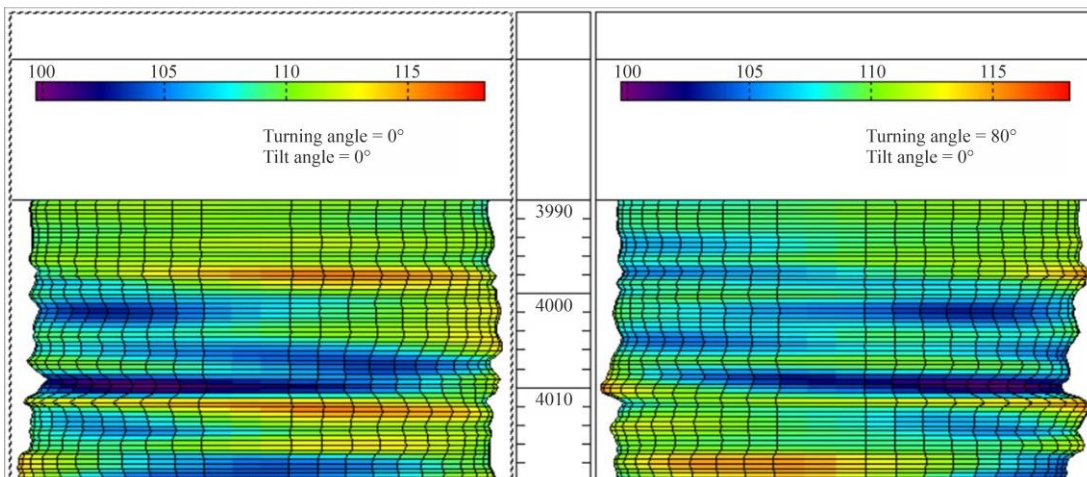 100 105 110 115
Turning angle = 0°
Tilt angle = 0°
3990
4000
4010
100 105 110 115
Turning angle = 80°
Tilt angle = 0°